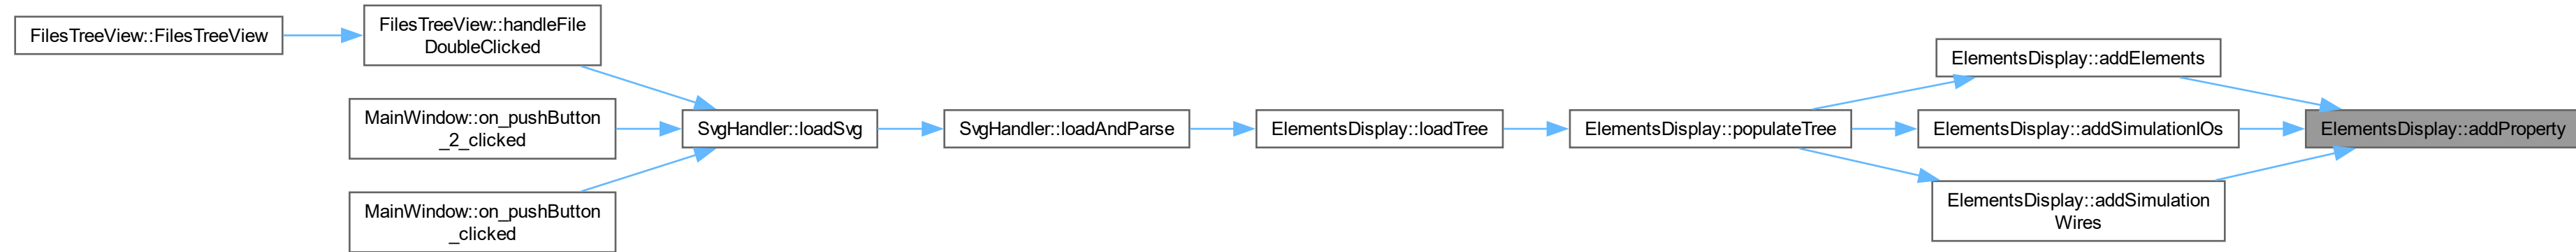 FilesTreeView::FilesTreeView
FilesTreeView::handleFile
DoubleClicked
MainWindow::on_pushButton
_2_clicked
MainWindow::on_pushButton
_clicked
SvgHandler::loadSvg
SvgHandler::loadAndParse
ElementsDisplay::loadTree
ElementsDisplay::populateTree
ElementsDisplay::addElements
ElementsDisplay::addSimulationIOs
ElementsDisplay::addSimulation
Wires
ElementsDisplay::addProperty